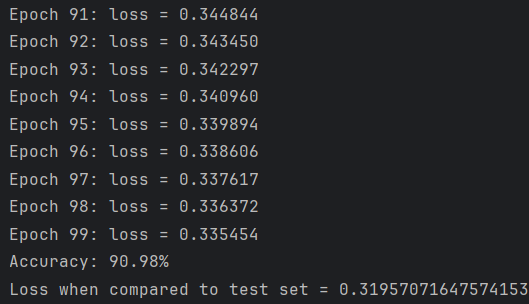 Epoch 91: loss = 0.344844
Epoch 92: loss = 0.343450
Epoch 93: loss = 0.342297
Epoch 94: loss = 0.340960
Epoch 95: loss = 0.339894
Epoch 96: loss = 0.338606
Epoch 97: loss = 0.337617
Epoch 98: loss = 0.336372
Epoch 99: loss = 0.335454
Accuracy: 90.98%
Loss when compared to test set = 0.31957071647574153